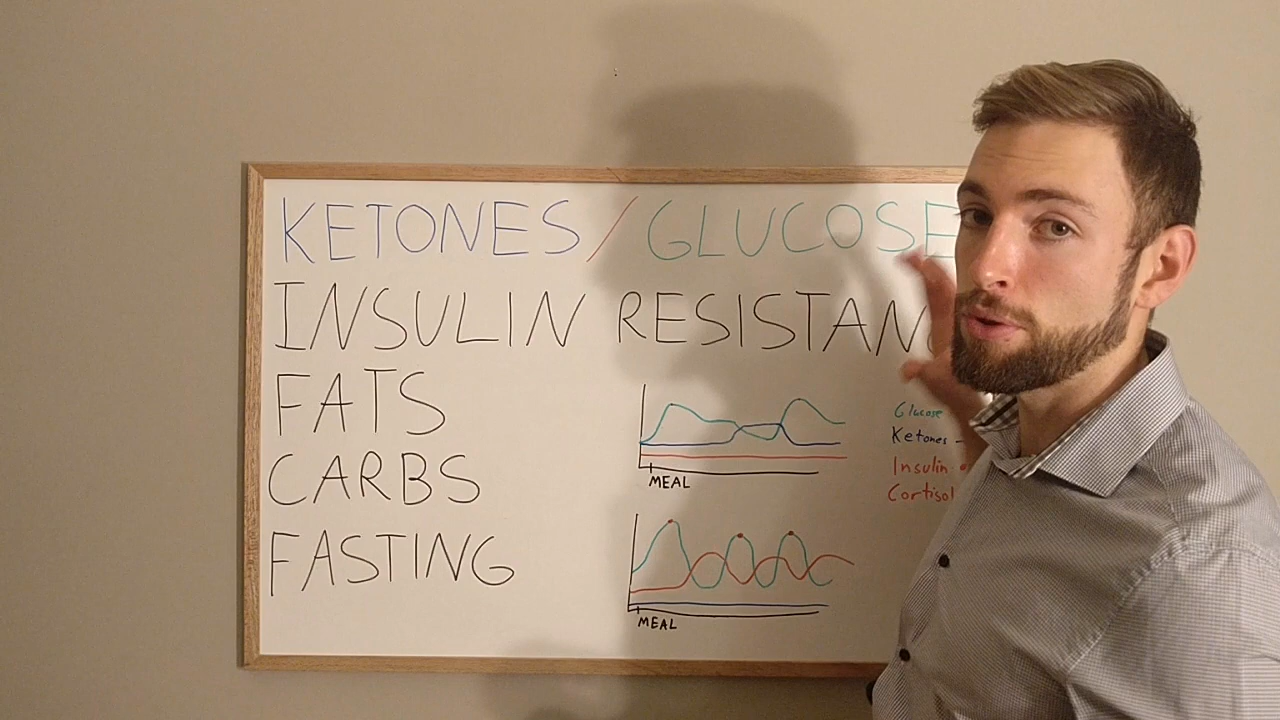 KETONES/GLUCOSE
INSULIN RESISTAN
FATS
CARBS
FASTING
MEAL
Glucose
Ketones -
Insulin
Cortisol
MEAL